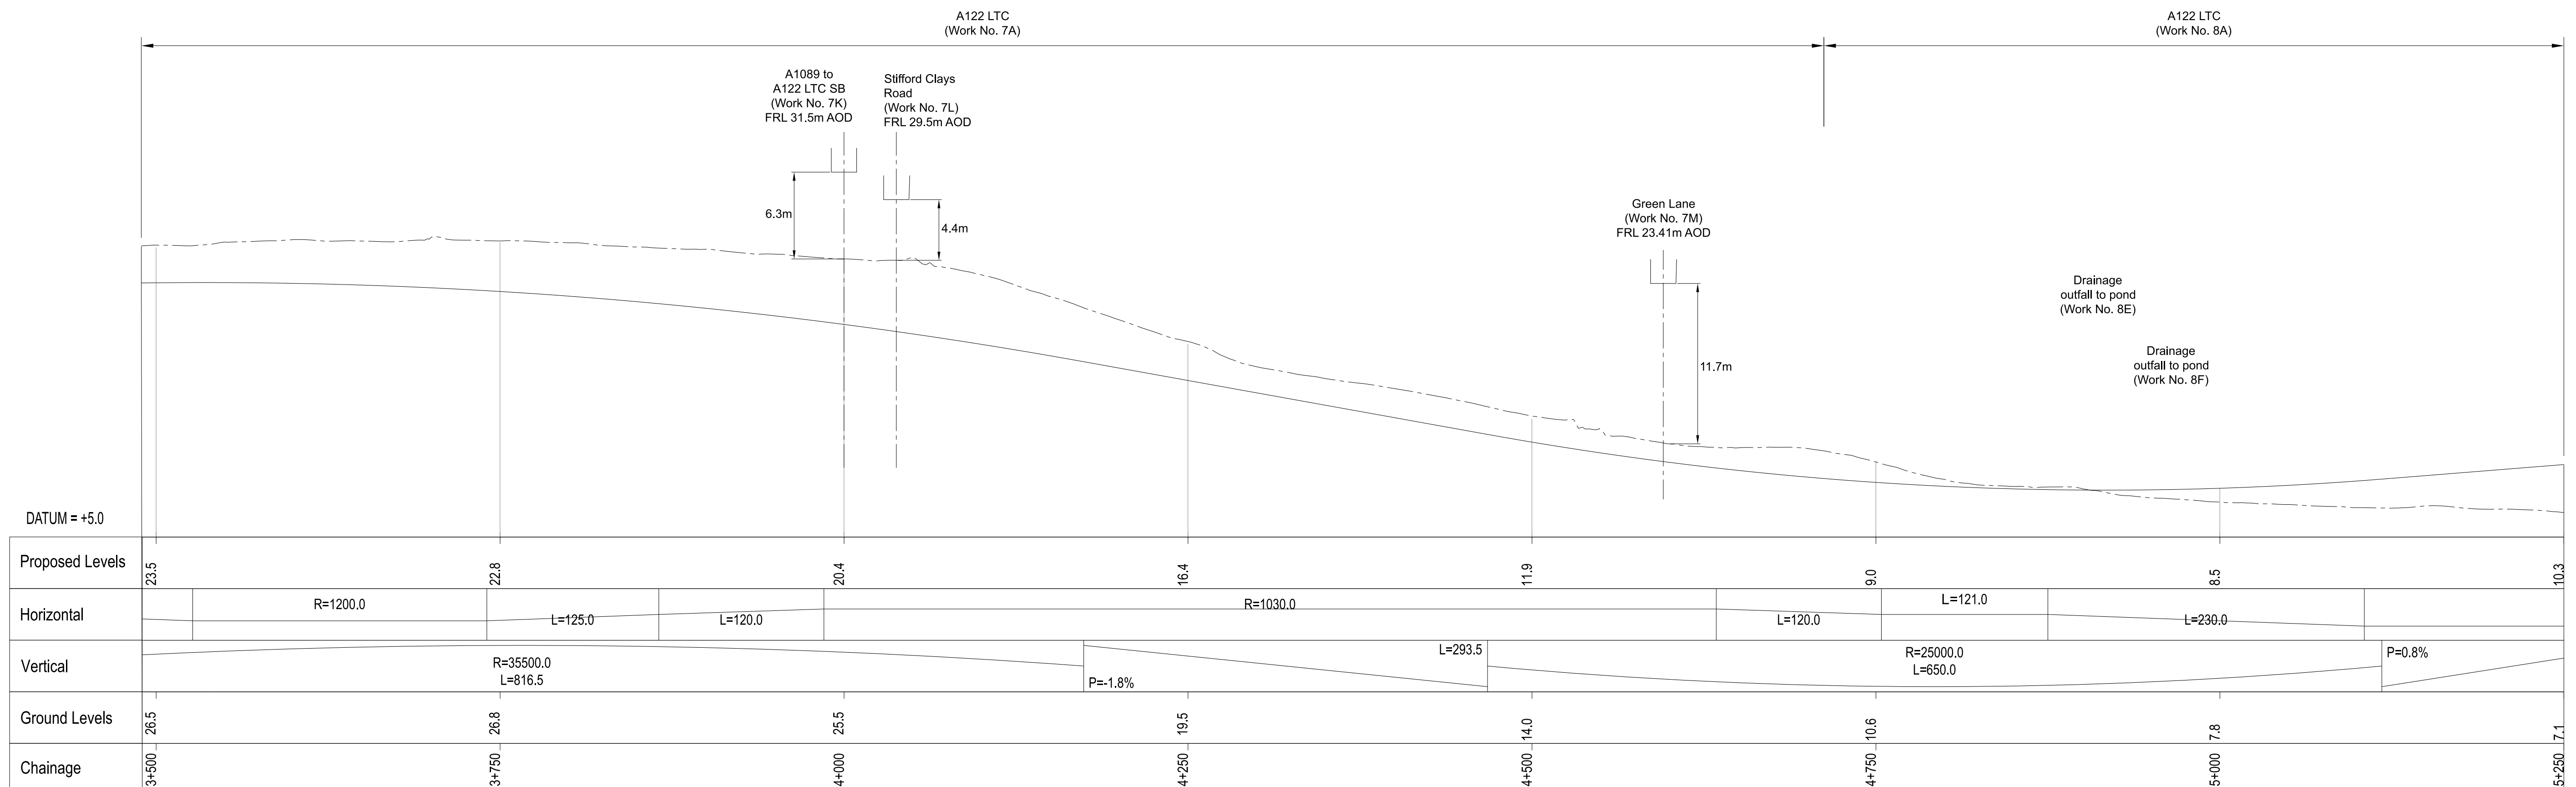 A122 LTC
(Work No. 7A)
A122 LTC
(Work No. 8A)
A1089 to
A122 LTC SB
(Work No. 7K)
FRL 31.5m AOD
Stifford Clays
Road
(Work No. 7L)
FRL 29.5m AOD
6.3m
4.4m
Green Lane
(Work No. 7M)
FRL 23.41m AOD
11.7m
Drainage
outfall to pond
(Work No. 8E)
Drainage
outfall to pond
(Work No. 8F)
DATUM = +5.0
Proposed Levels 23.5 22.8 20.4 16.4 11.9 9.0 8.5 10.3
Horizontal R=1200.0 L=125.0 L=120.0 R=1030.0 L=120.0 L=121.0 L=230.0
Vertical R=35500.0 L=293.5 R=25000.0 P=0.8%
L=816.5 P=-1.8% L=650.0
Ground Levels 26.5 26.8 25.5 19.5 14.0 10.6 7.8 7.1
Chainage 3+500 3+750 4+000 4+250 4+500 4+750 5+000 5+250